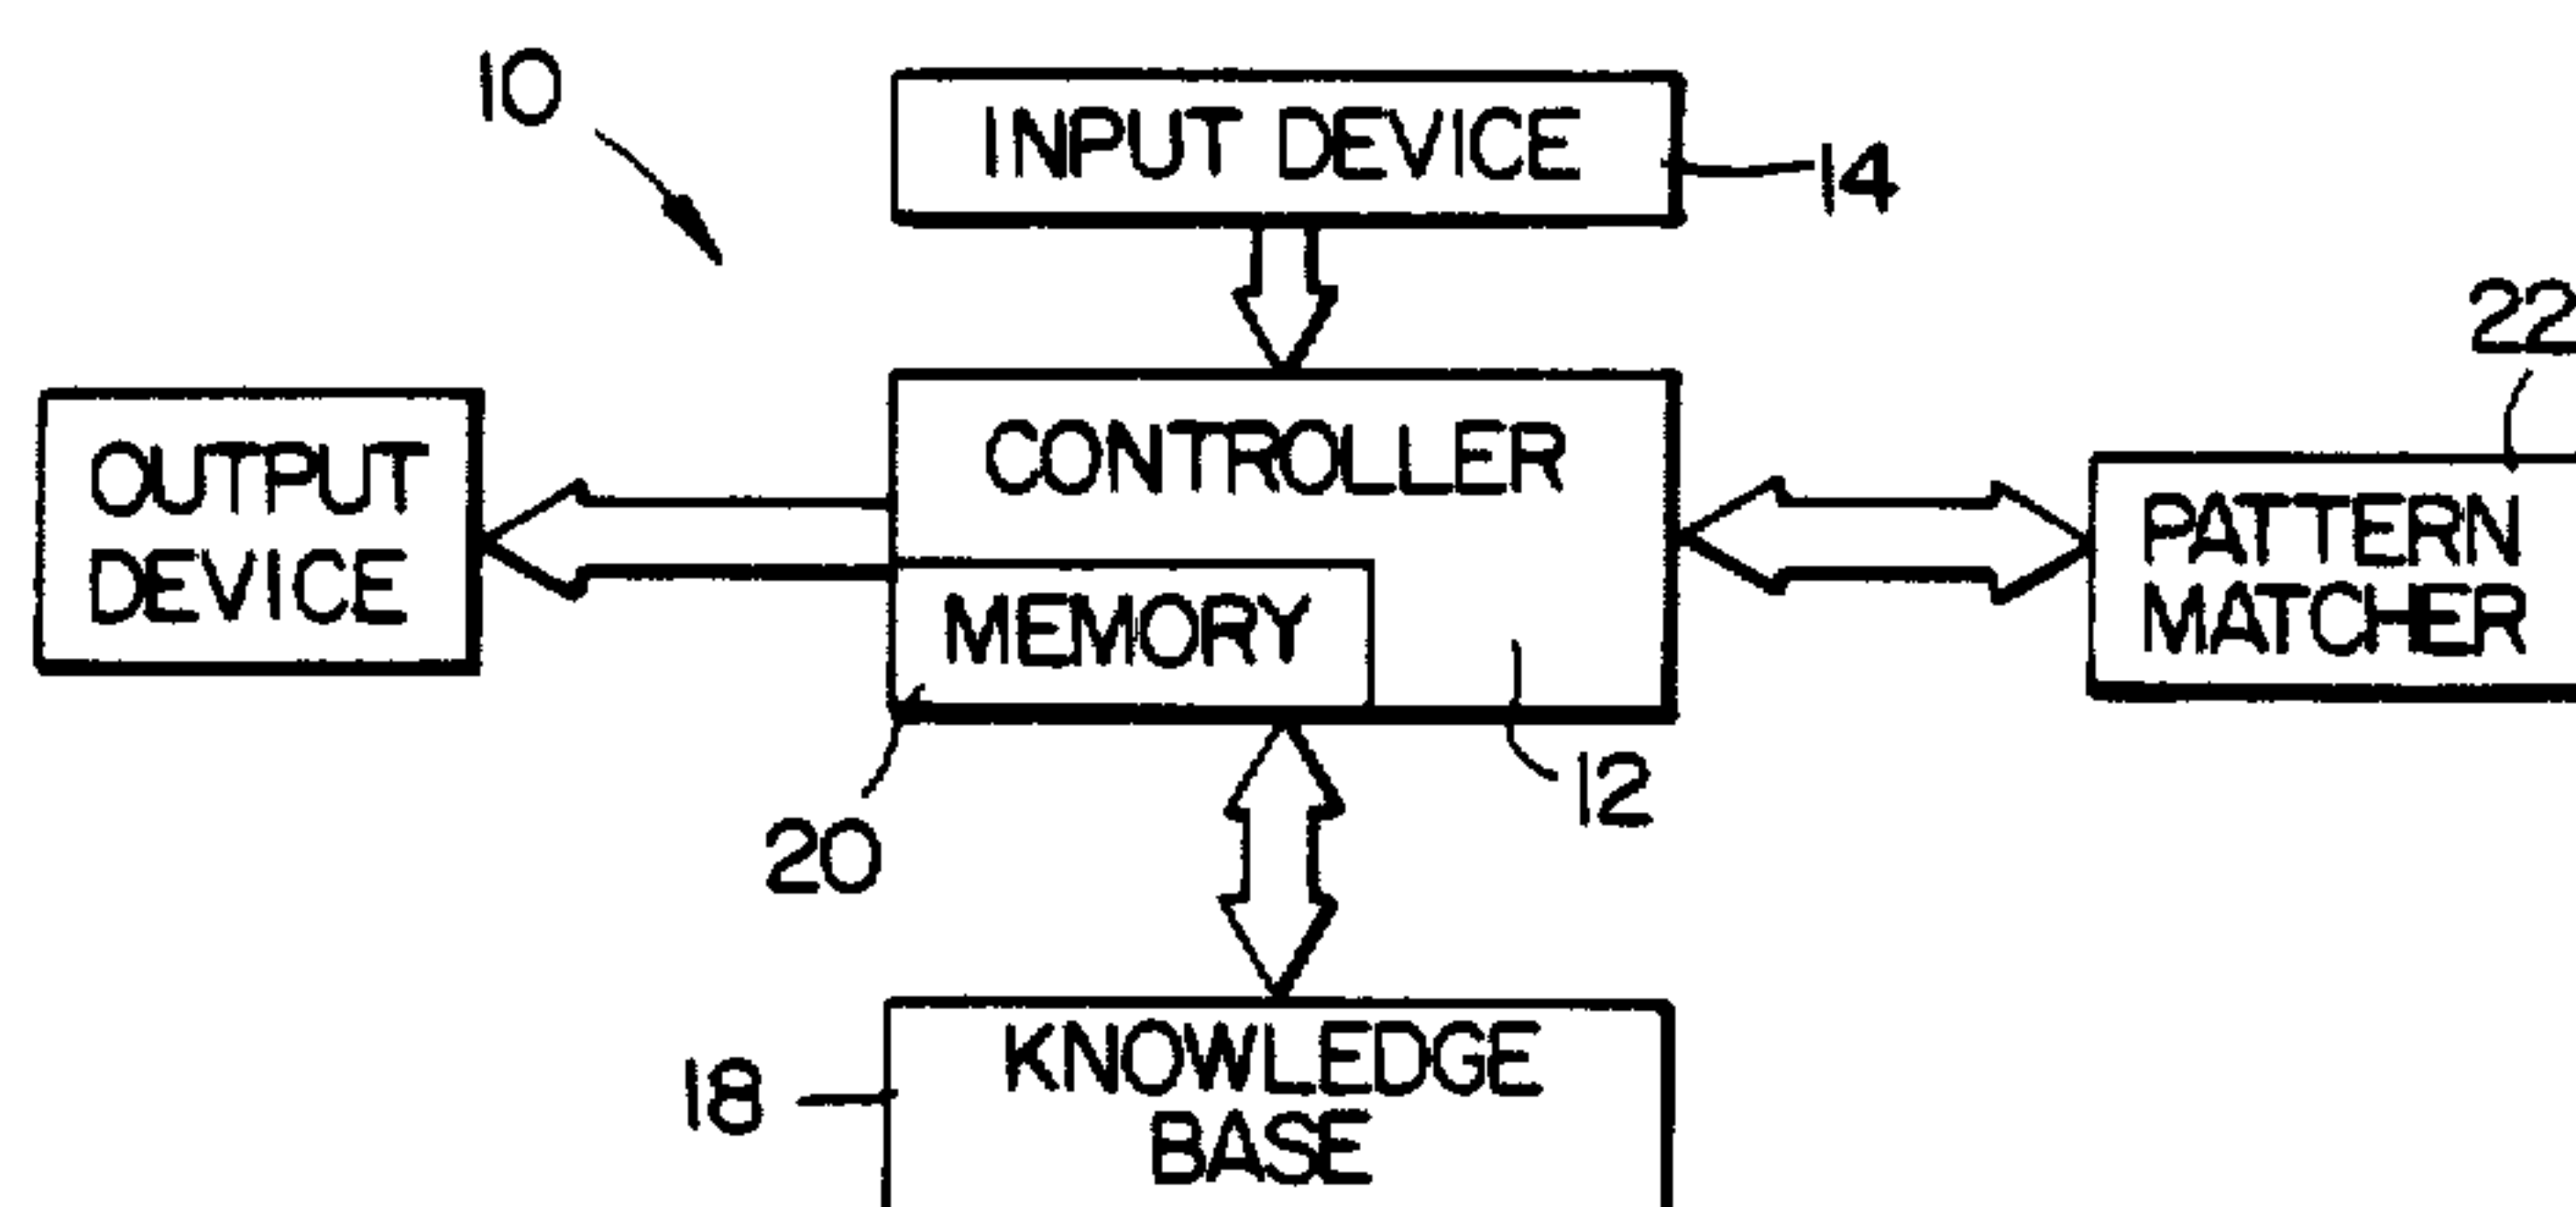 10
INPUT DEVICE
14
22
OUTPUT
DEVICE
CONTROLLER
MEMORY
PATTERN
MATCHER
12
20
18
KNOWLEDGE
BASE